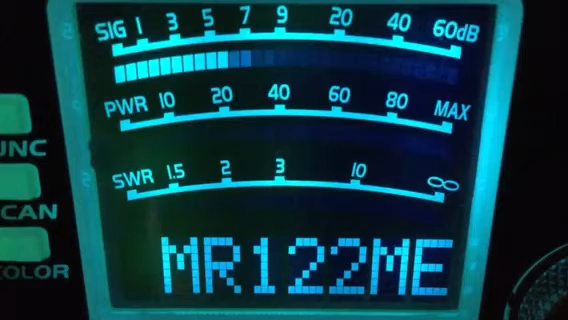 SIG 1 3 5 7 9 20 40 60dB
PWR 10 20 40 60 80 MAX
UNC
SWR 1.5 2 3 10 ∞
CAN
MR122ME
COLOR